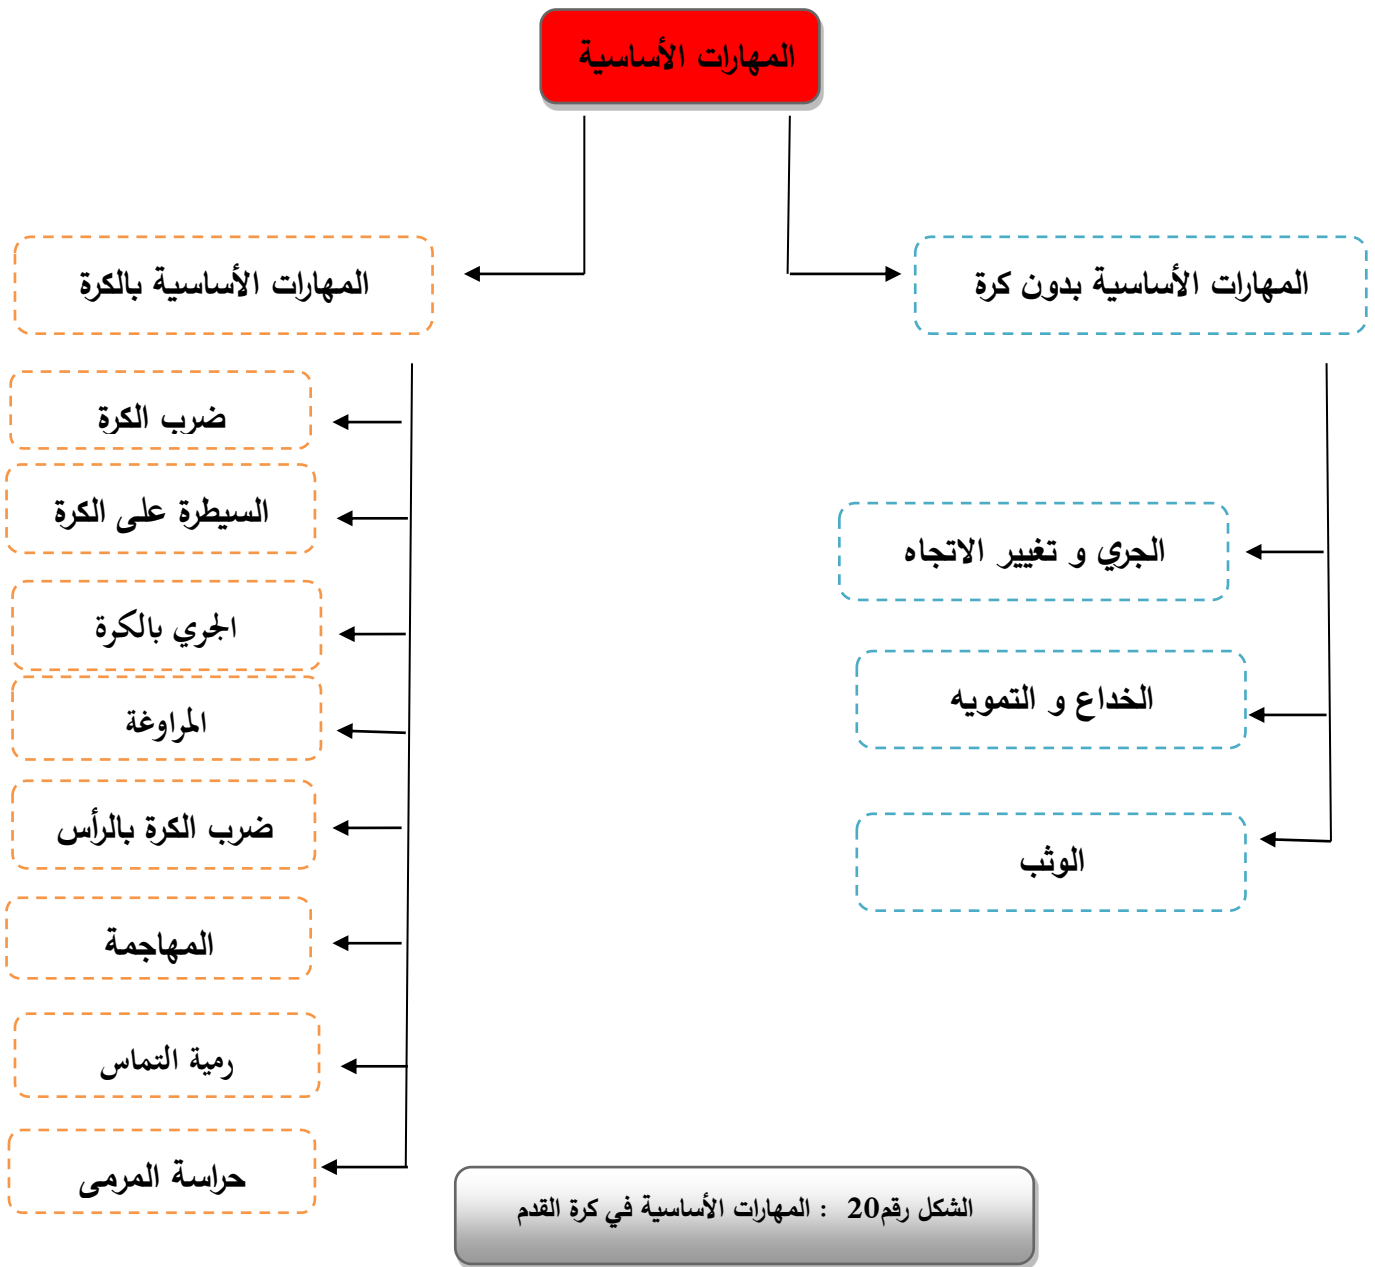 المهارات الأساسية
المهارات الأساسية بدون كرة
المهارات الأساسية بالكرة
الجري و تغيير الاتجاه
الخداع و التمويه
الوثب
ضرب الكرة
السيطرة على الكرة
الجري بالكرة
المراوغة
ضرب الكرة بالرأس
المهاجمة
رمية التماس
حراسة المرمى
الشكل رقم20 : المهارات الأساسية في كرة القدم